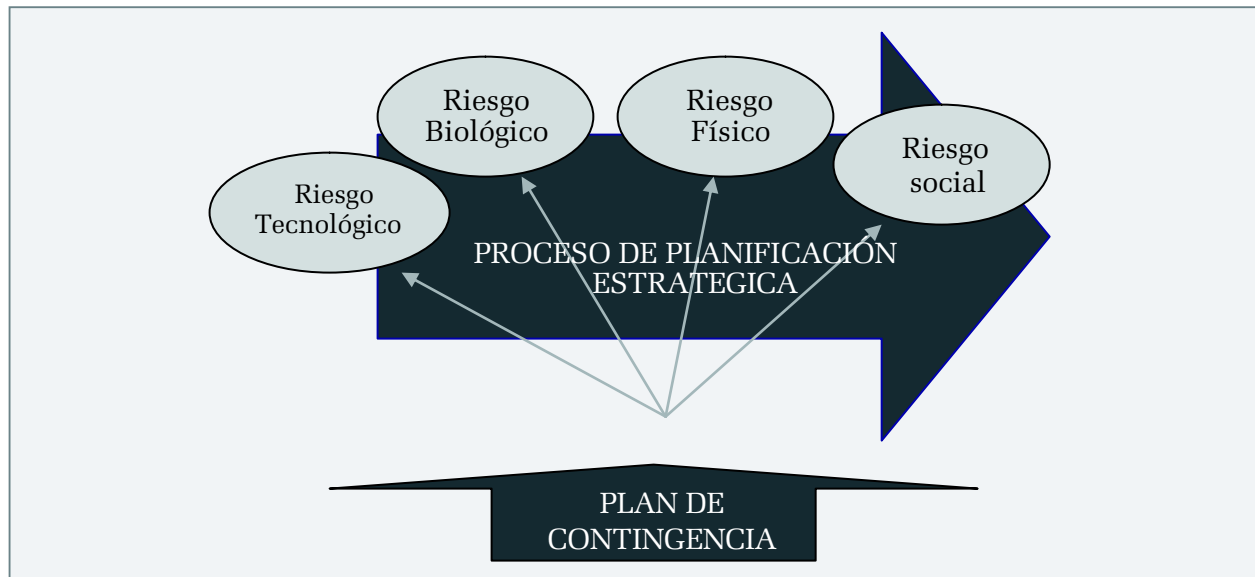 Riesgo
Biológico
Riesgo
Físico
Riesgo
social
Riesgo
Tecnológico
PROCESO DE PLANIFICACIÓN
ESTRATEGICA
PLAN DE
CONTINGENCIA